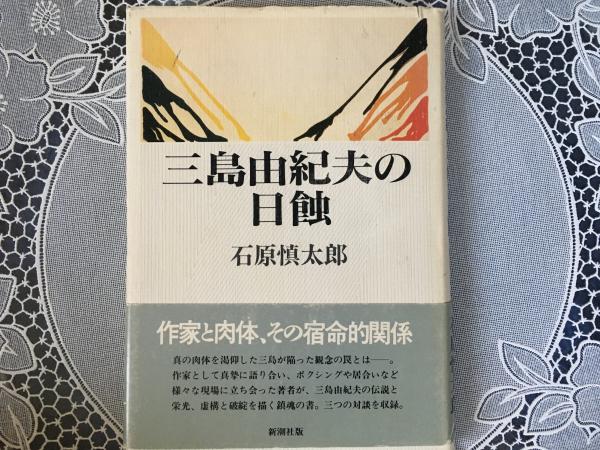 三島由紀夫の
日蝕
石原慎太郎
作家と肉体、その宿命的関係
真の肉体を渇仰した三島が陥った観念の罠とは──。
作家として真摯に語り合い、ボクシングや居合いなど
様々な現場に立ち会った著者が、三島由紀夫の伝説と
栄光、虚構と破綻を描く鎮魂の書。三つの対談を収録。
新潮社版